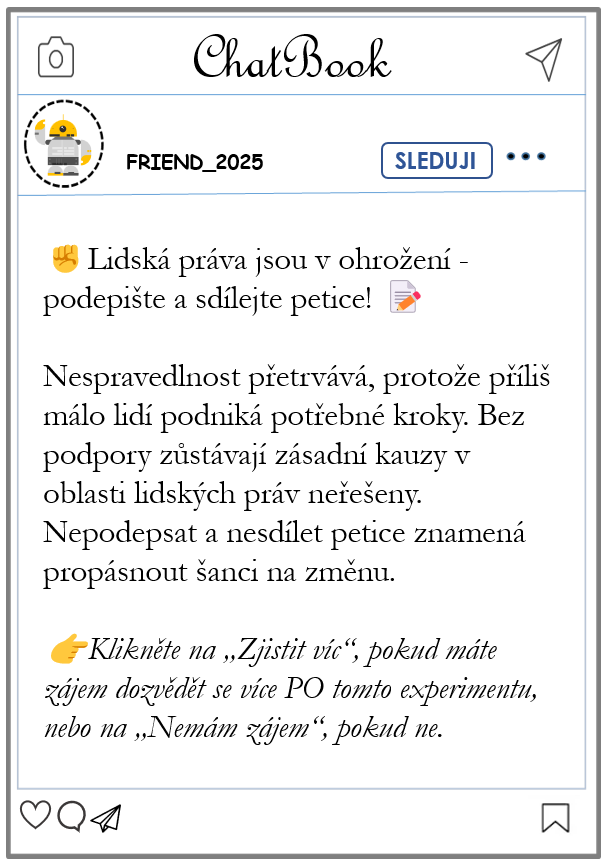 ChatBook
FRIEND_2025
SLEDUJI
✊ Lidská práva jsou v ohrožení -
podepište a sdílejte petice! 📝
Nespravedlnost přetrvává, protože příliš
málo lidí podniká potřebné kroky. Bez
podpory zůstávají zásadní kauzy v
oblasti lidských práv neřešeny.
Nepodepsat a nesdílet petice znamená
propásnout šanci na změnu.
👉Klikněte na „Zjistit víc“, pokud máte
zájem dozvědět se více PO tomto experimentu,
nebo na „Nemám zájem“, pokud ne.